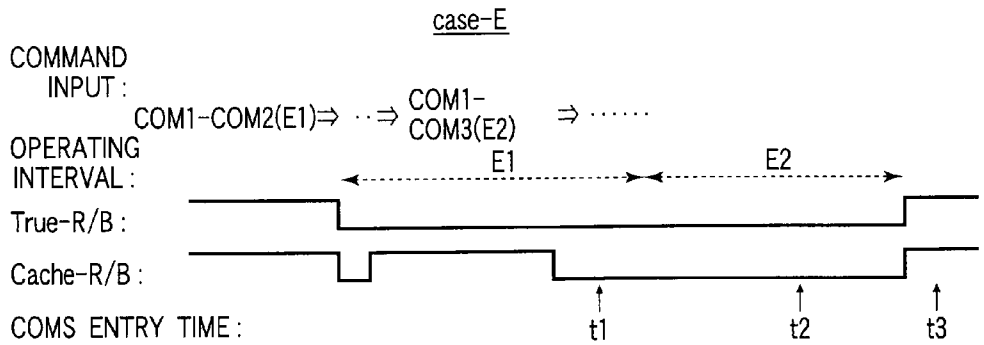 case-E
COMMAND
INPUT :
COM1-COM2(E1)⇒ ··⇒ COM1-
COM3(E2) ⇒ ······
OPERATING
INTERVAL :
E1 E2
True-R/B :
Cache-R/B :
COMS ENTRY TIME : t1 t2 t3